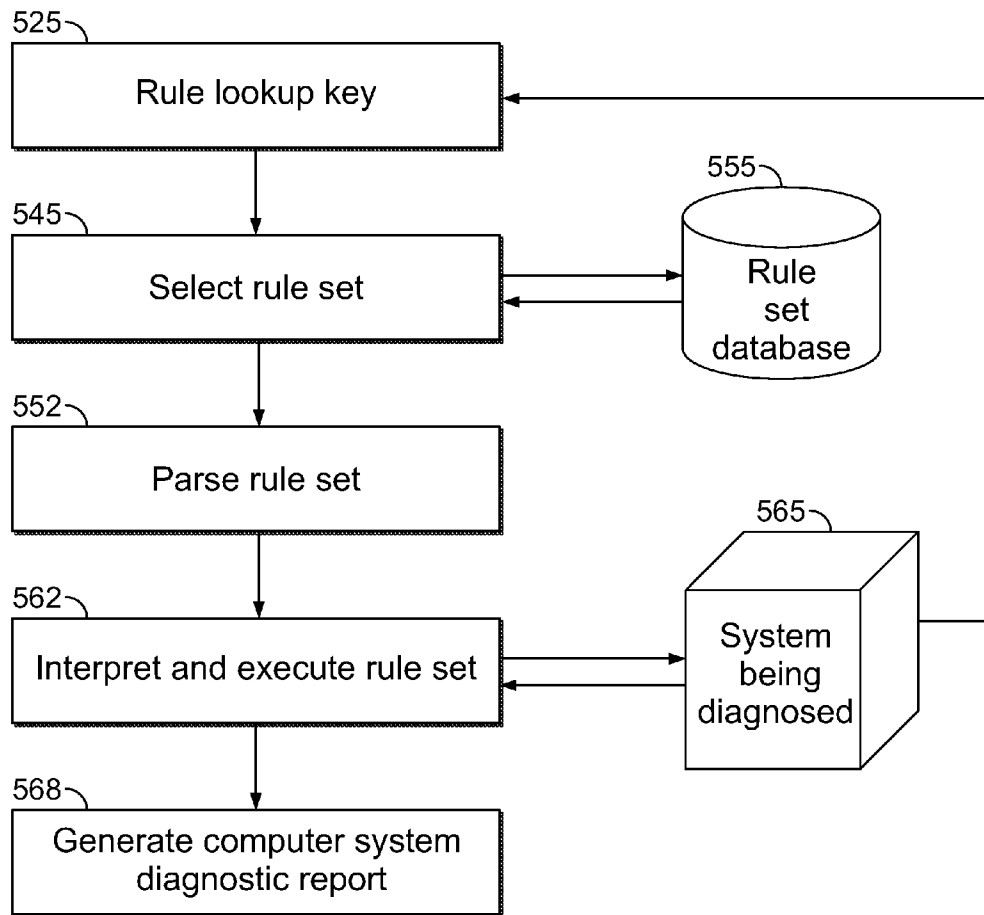 525
Rule lookup key
545
Select rule set
555
Rule
set
database
552
Parse rule set
562
Interpret and execute rule set
565
System
being
diagnosed
568
Generate computer system
diagnostic report